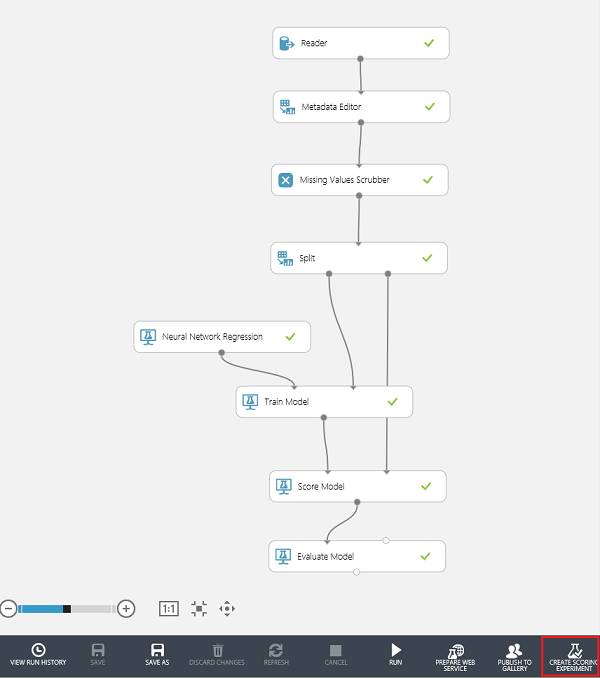 Reader
Metadata Editor
Missing Values Scrubber
Split
Neural Network Regression
Train Model
Score Model
Evaluate Model
1:1
VIEW RUN HISTORY
SAVE
SAVE AS
DISCARD CHANGES
REFRESH
CANCEL
RUN
PREPARE WEB
SERVICE
PUBLISH TO
GALLERY
CREATE SCORING
EXPERIMENT